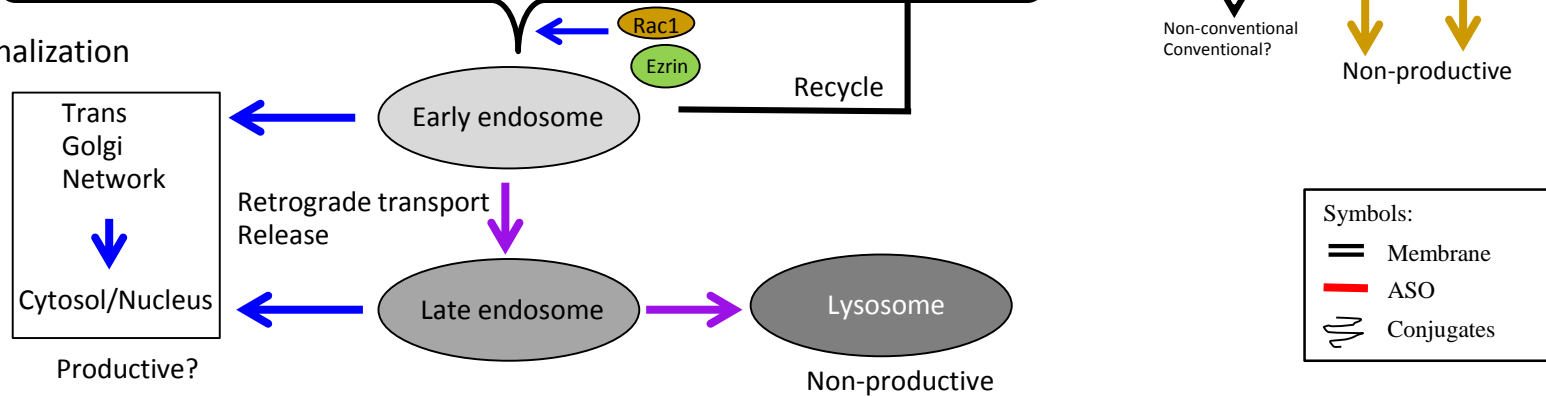 Rac1
Non-conventional
Conventional?
nalization
Ezrin
Non-productive
Recycle
Trans
Golgi
Network
Early endosome
Retrograde transport
Release
Symbols:
Membrane
ASO
Conjugates
Cytosol/Nucleus
Late endosome
Lysosome
Productive?
Non-productive